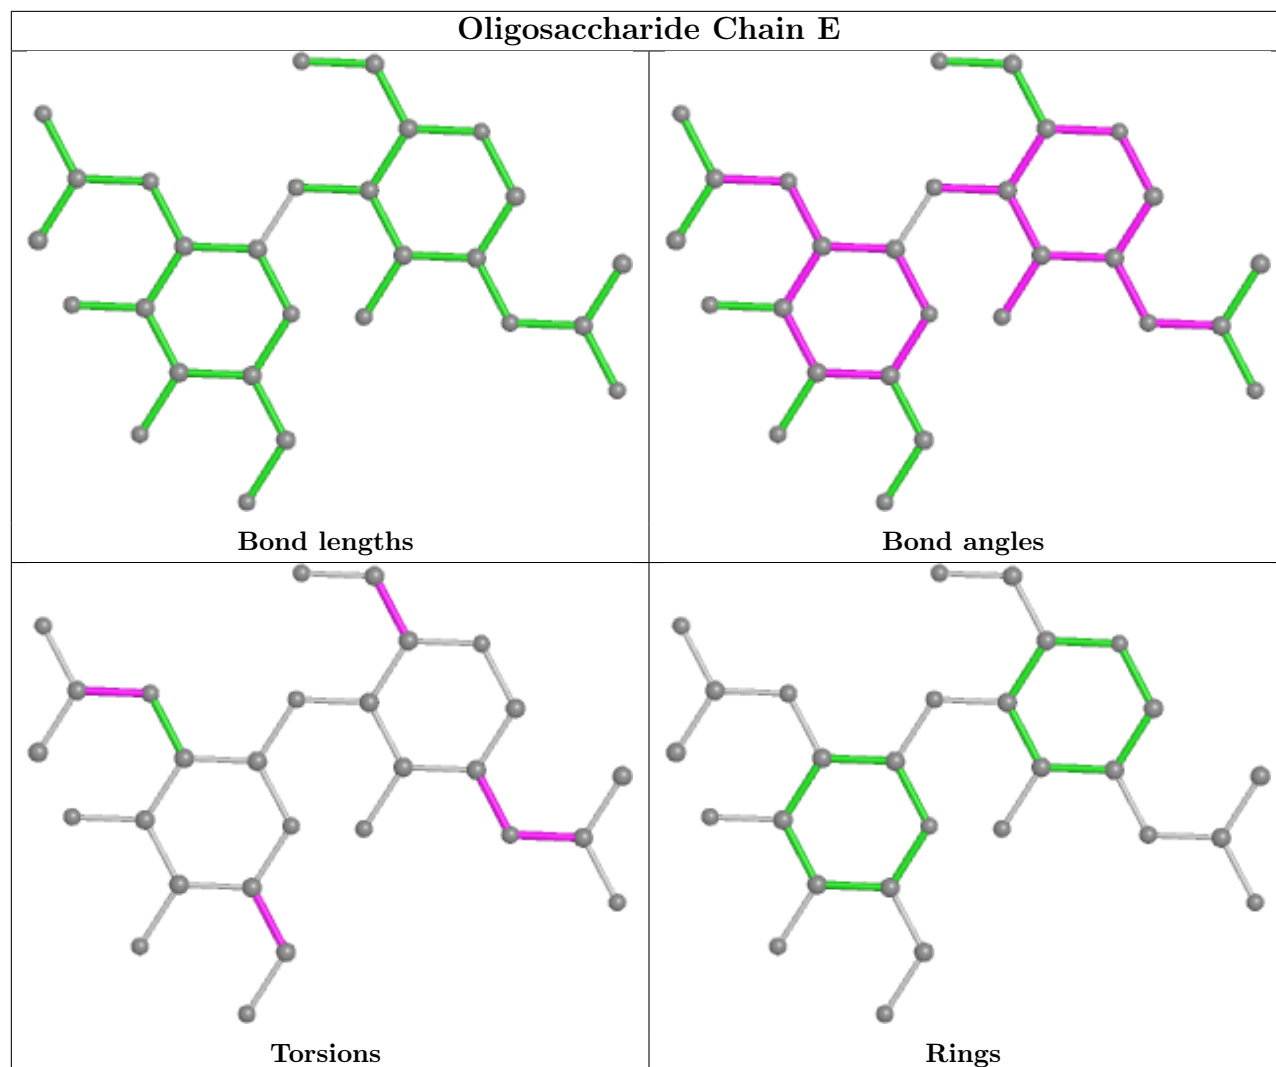 Oligosaccharide Chain E
Bond lengths
Bond angles
Torsions
Rings